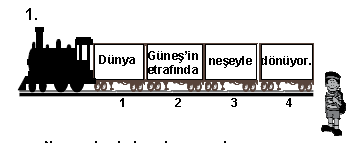 1.
Dünya
Güneş'in
etrafında
neşeyle
dönüyor.
1 2 3 4